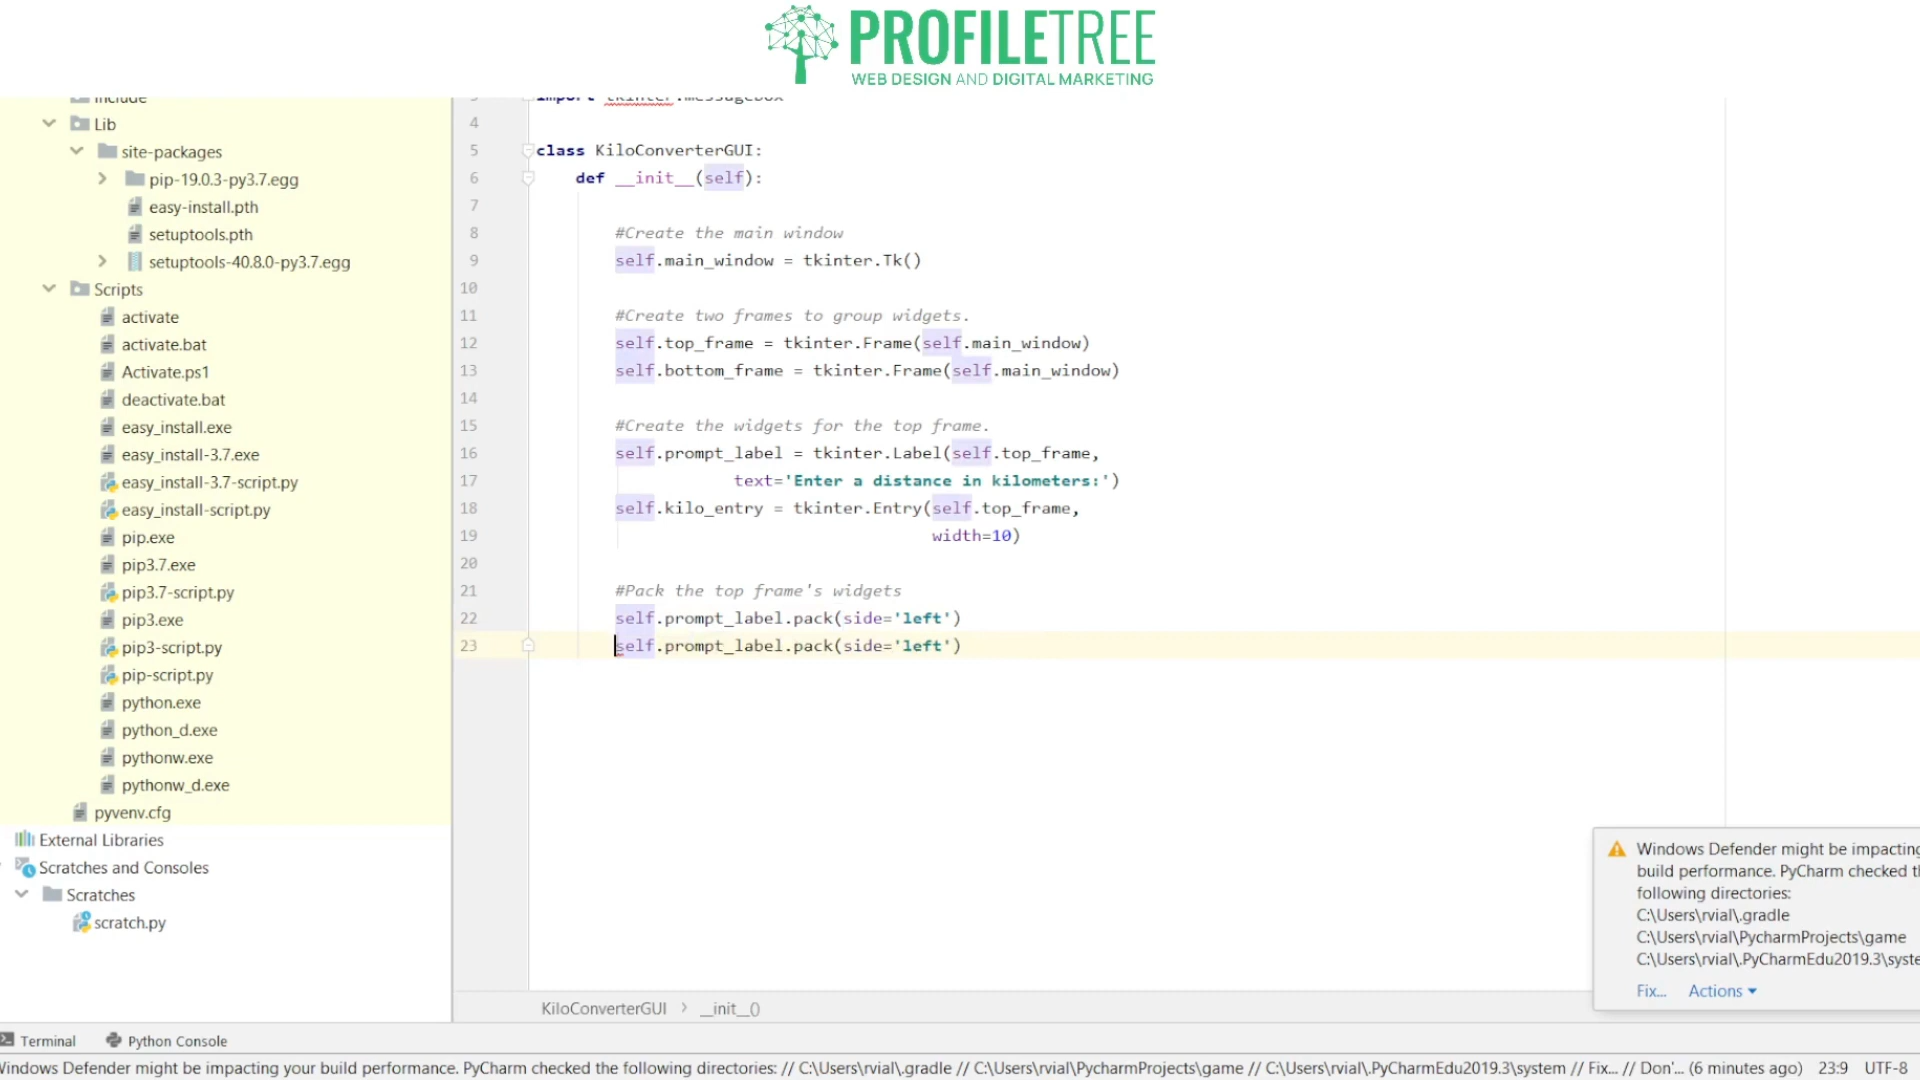 PROFILETREE
WEB DESIGN AND DIGITAL MARKETING
include
Lib
site-packages
pip-19.0.3-py3.7.egg
easy-install.pth
setuptools.pth
setuptools-40.8.0-py3.7.egg
Scripts
activate
activate.bat
Activate.ps1
deactivate.bat
easy_install.exe
easy_install-3.7.exe
easy_install-3.7-script.py
easy_install-script.py
pip.exe
pip3.7.exe
pip3.7-script.py
pip3.exe
pip3-script.py
pip-script.py
python.exe
python_d.exe
pythonw.exe
pythonw_d.exe
pyvenv.cfg
External Libraries
Scratches and Consoles
Scratches
scratch.py
3 import tkinter.messagebox
4
5 class KiloConverterGUI:
6 def __init__(self):
7
8 #Create the main window
9 self.main_window = tkinter.Tk()
10
11 #Create two frames to group widgets.
12 self.top_frame = tkinter.Frame(self.main_window)
13 self.bottom_frame = tkinter.Frame(self.main_window)
14
15 #Create the widgets for the top frame.
16 self.prompt_label = tkinter.Label(self.top_frame,
17 text='Enter a distance in kilometers:')
18 self.kilo_entry = tkinter.Entry(self.top_frame,
19 width=10)
20
21 #Pack the top frame's widgets
22 self.prompt_label.pack(side='left')
23 self.prompt_label.pack(side='left')
Windows Defender might be impacting
build performance. PyCharm checked th
following directories:
C:\Users\rvial\.gradle
C:\Users\rvial\PycharmProjects\game
C:\Users\rvial\.PyCharmEdu2019.3\syste
Fix... Actions
KiloConverterGUI > __init__()
Terminal Python Console
Windows Defender might be impacting your build performance. PyCharm checked the following directories: // C:\Users\rvial\.gradle // C:\Users\rvial\PycharmProjects\game // C:\Users\rvial\.PyCharmEdu2019.3\system // Fix... // Don'... (6 minutes ago) 23:9 UTF-8